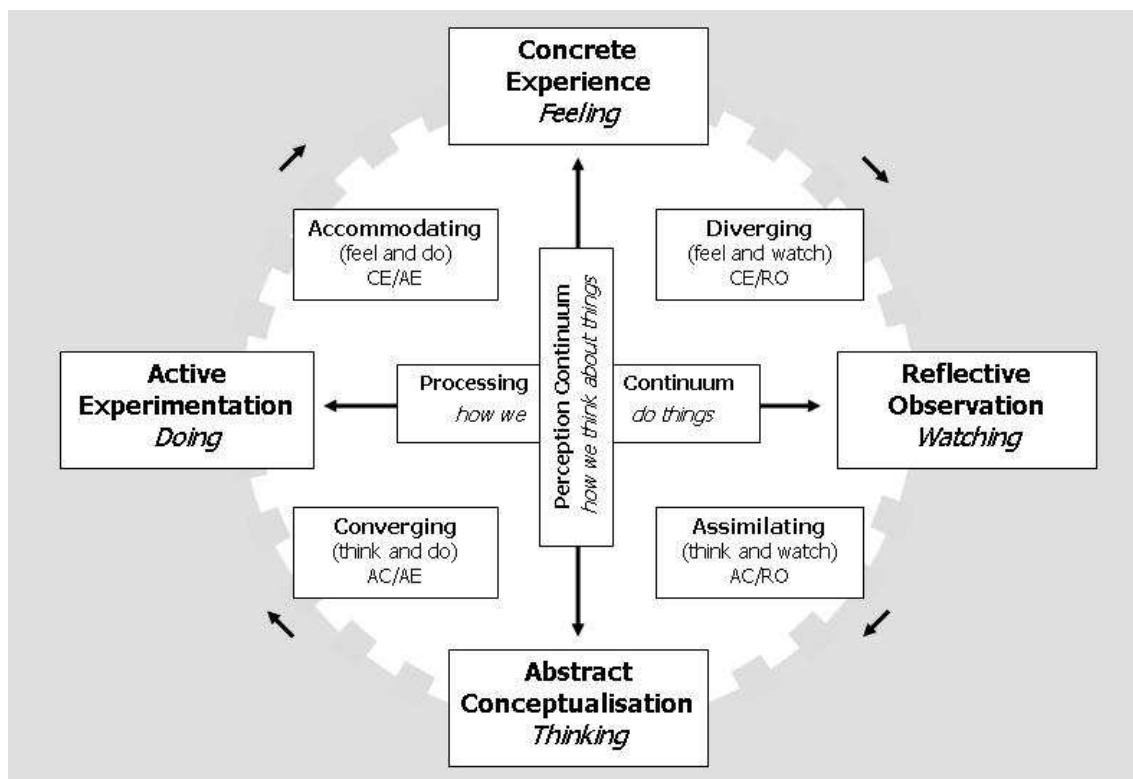 Concrete
Experience
Feeling
Accommodating
(feel and do)
CE/AE
Diverging
(feel and watch)
CE/RO
Perception Continuum
how we think about things
Active
Experimentation
Doing
Processing
how we
Continuum
do things
Reflective
Observation
Watching
Converging
(think and do)
AC/AE
Assimilating
(think and watch)
AC/RO
Abstract
Conceptualisation
Thinking